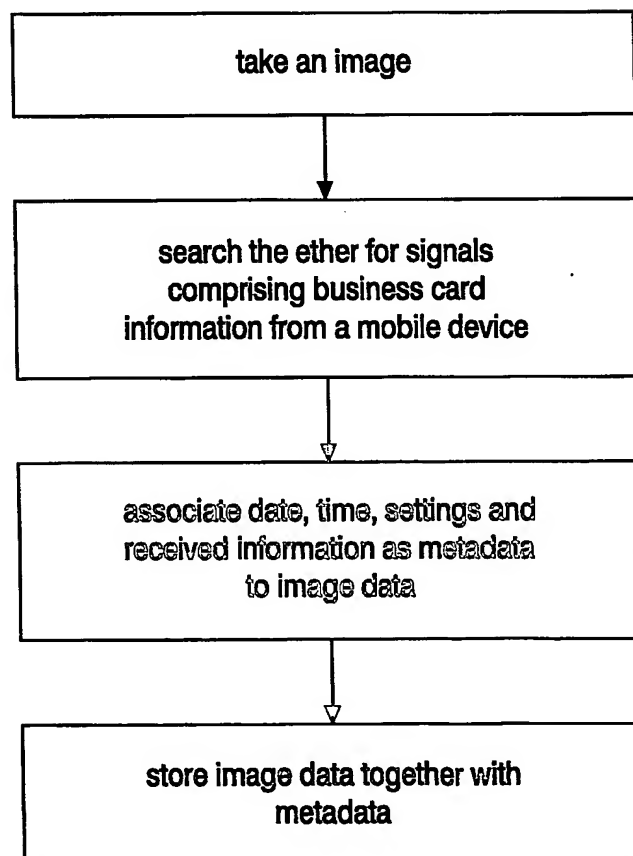 take an image
search the ether for signals
comprising business card
information from a mobile device
associate date, time, settings and
received information as metadata
to image data
store image data together with
metadata